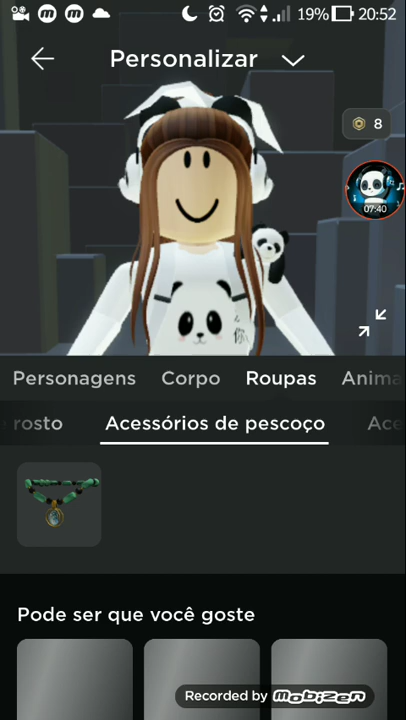 19% 20:52
Personalizar
8
07:40
你
Personagens Corpo Roupas Anima
rosto Acessórios de pescoço Ace
Pode ser que você goste
Recorded by mobizen